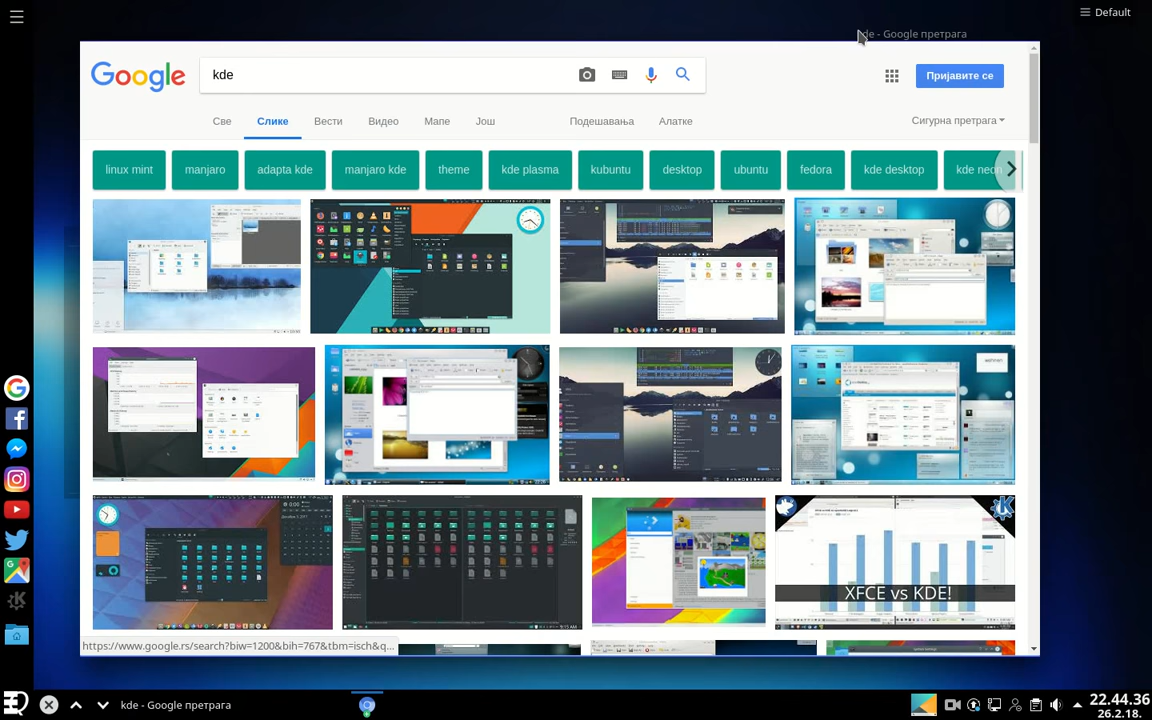 Default
kde - Google претрага
Google
kde
Пријавите се
Све
Слике
Вести
Видео
Мапе
Још
Подешавања
Алатке
Сигурна претрага
linux mint
manjaro
adapta kde
manjaro kde
theme
kde plasma
kubuntu
desktop
ubuntu
fedora
kde desktop
kde neon
XFCE vs KDE!
https://www.google.rs/search?biw=1200&bih=767&tbm=isch&q...
kde - Google претрага
22.44.36
26.2.18.